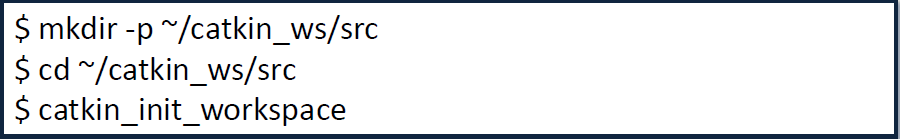 $ mkdir -p ~/catkin_ws/src
$ cd ~/catkin_ws/src
$ catkin_init_workspace